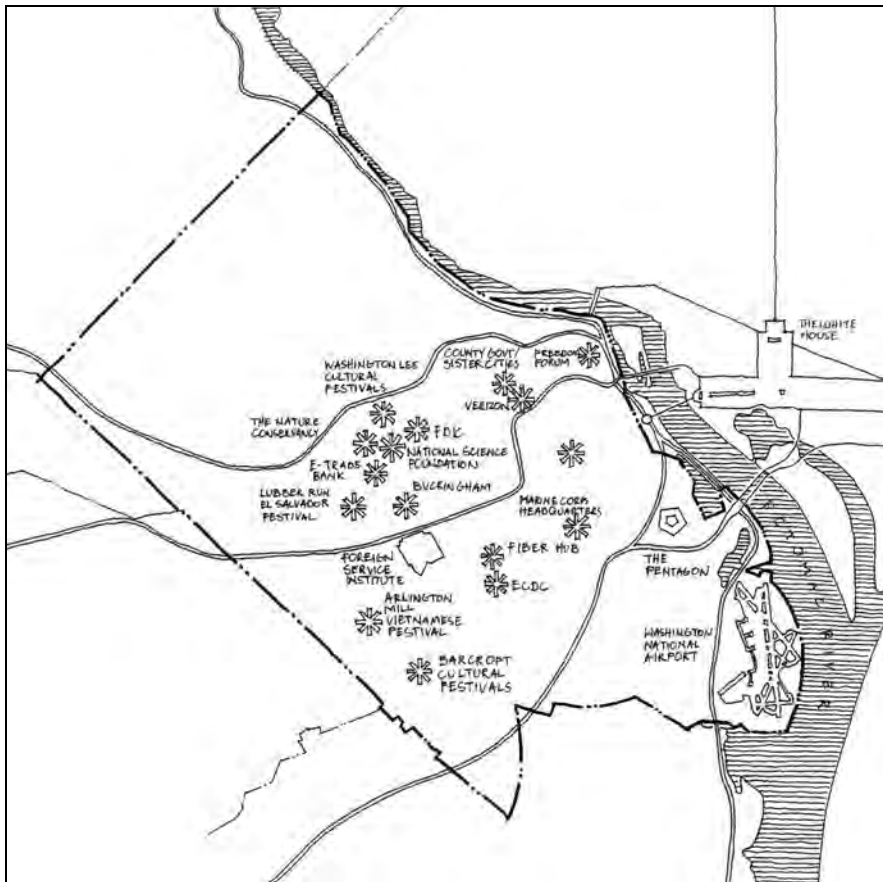 THE WHITE
HOUSE
COUNTY GOVT/
SISTER CITIES
FREEDOM
FORUM
WASHINGTON LEE
CULTURAL
FESTIVALS
VERIZON
THE NATURE
CONSERVANCY
FDIC
NATIONAL SCIENCE
FOUNDATION
E-TRADE
BANK
BUCKINGHAM
LUBBER RUN
EL SALVADOR
FESTIVAL
MARINE CORPS
HEADQUARTERS
FOREIGN
SERVICE
INSTITUTE
FIBER HUB
THE
PENTAGON
ECDC
ARLINGTON
MILL
VIETNAMESE
FESTIVAL
WASHINGTON
NATIONAL
AIRPORT
BARCROFT
CULTURAL
FESTIVALS
POTOMAC RIVER